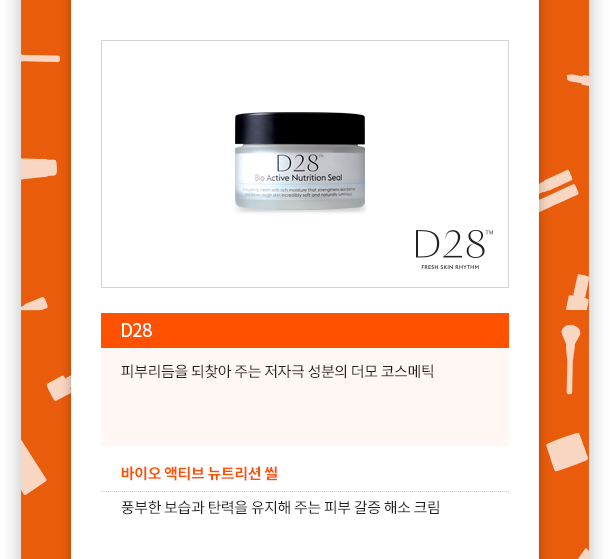 D28™
Bio Active Nutrition Seal
D28™
FRESH SKIN RHYTHM
D28
피부리듬을 되찾아 주는 저자극 성분의 더모 코스메틱
바이오 액티브 뉴트리션 씰
풍부한 보습과 탄력을 유지해 주는 피부 갈증 해소 크림